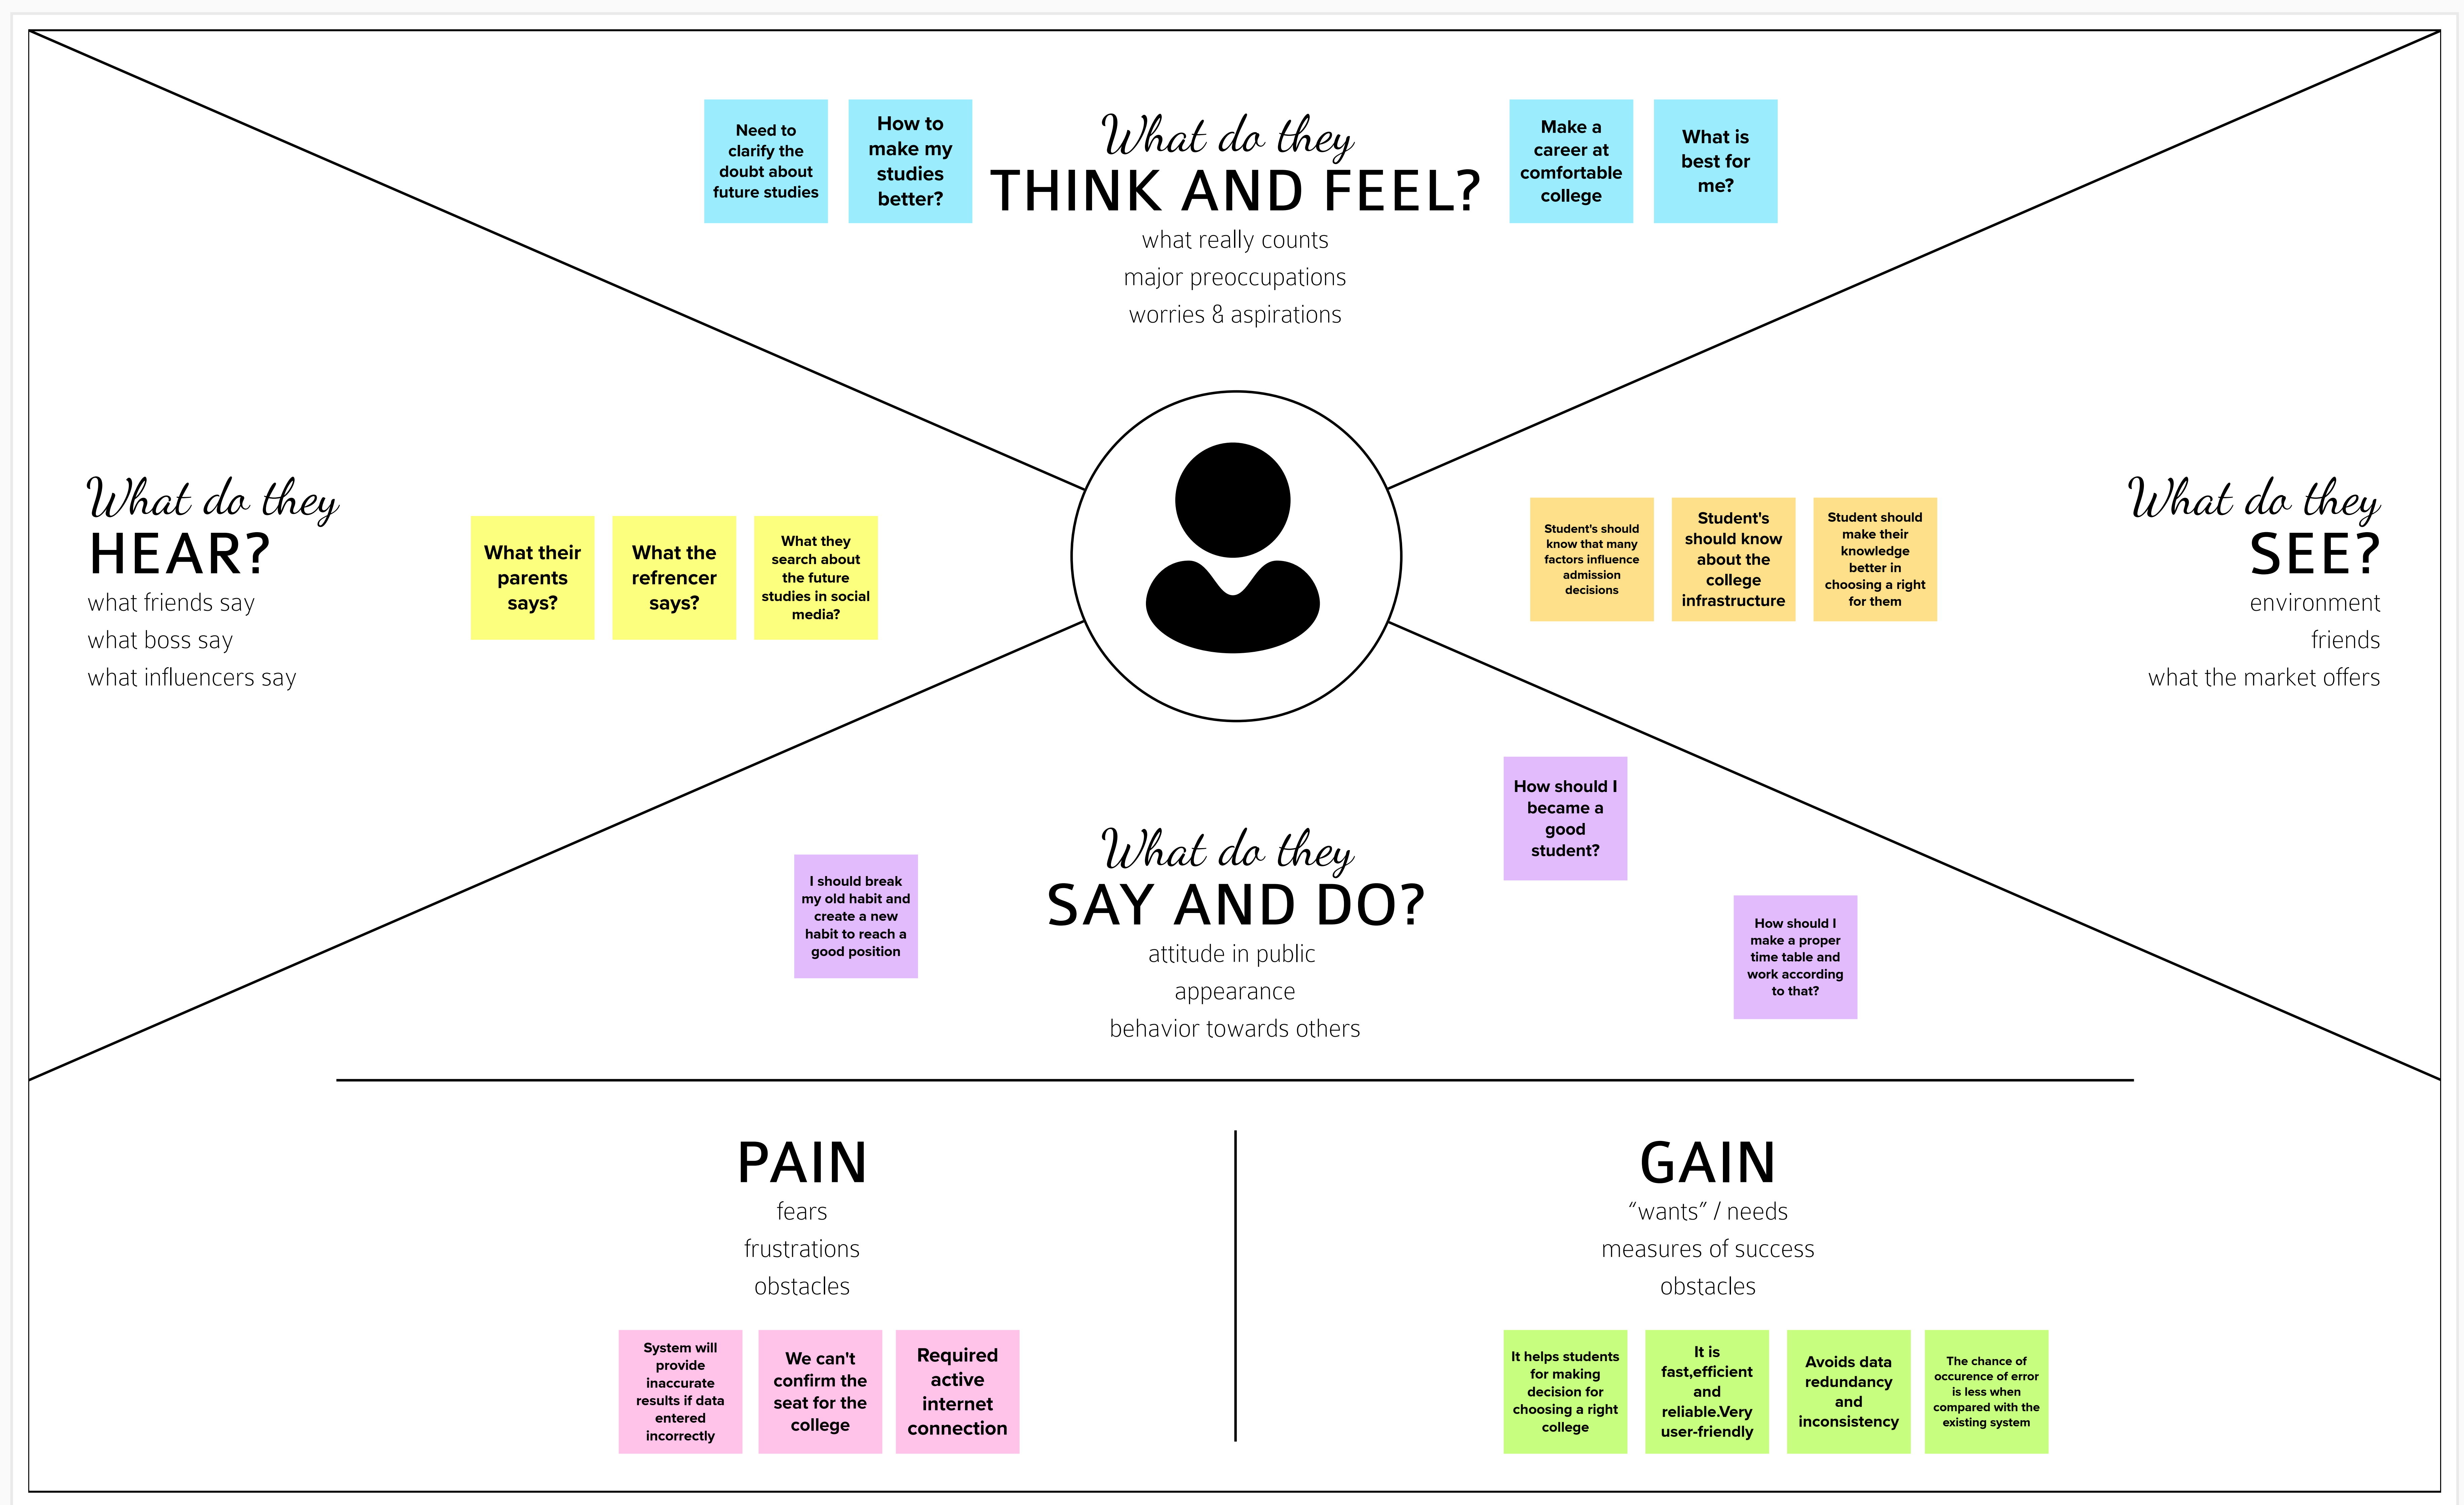 Need to
clarify the
doubt about
future studies
How to
make my
studies
better?
What do they
THINK AND FEEL?
what really counts
major preoccupations
worries & aspirations
Make a
career at
comfortable
college
What is
best for
me?
What do they
HEAR?
what friends say
what boss say
what influencers say
What their
parents
says?
What the
refrencer
says?
What they
search about
the future
studies in social
media?
Student's should
know that many
factors influence
admission
decisions
Student's
should know
about the
college
infrastructure
Student should
make their
knowledge
better in
choosing a right
for them
What do they
SEE?
environment
friends
what the market offers
I should break
my old habit and
create a new
habit to reach a
good position
What do they
SAY AND DO?
attitude in public
appearance
behavior towards others
How should I
became a
good
student?
How should I
make a proper
time table and
work according
to that?
PAIN
fears
frustrations
obstacles
System will
provide
inaccurate
results if data
entered
incorrectly
We can't
confirm the
seat for the
college
Required
active
internet
connection
GAIN
“wants” / needs
measures of success
obstacles
It helps students
for making
decision for
choosing a right
college
It is
fast,efficient
and
reliable.Very
user-friendly
Avoids data
redundancy
and
inconsistency
The chance of
occurence of error
is less when
compared with the
existing system